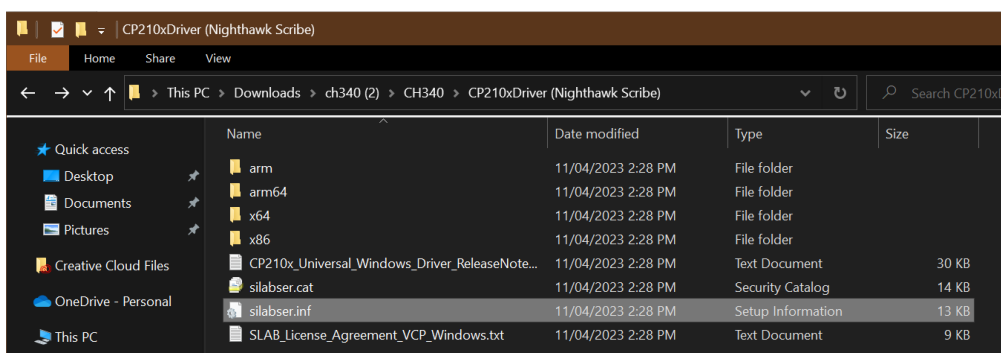 CP210xDriver (Nighthawk Scribe)
File Home Share View
This PC > Downloads > ch340 (2) > CH340 > CP210xDriver (Nighthawk Scribe) Search
Name Date modified Type Size
Quick access
Desktop
Documents
Pictures
Creative Cloud Files
OneDrive - Personal
This PC
arm 11/04/2023 2:28 PM File folder
arm64 11/04/2023 2:28 PM File folder
x64 11/04/2023 2:28 PM File folder
x86 11/04/2023 2:28 PM File folder
CP210x_Universal_Windows_Driver_ReleaseNote... 11/04/2023 2:28 PM Text Document 30 KB
silabser.cat 11/04/2023 2:28 PM Security Catalog 14 KB
silabser.inf 11/04/2023 2:28 PM Setup Information 13 KB
SLAB_License_Agreement_VCP_Windows.txt 11/04/2023 2:28 PM Text Document 9 KB